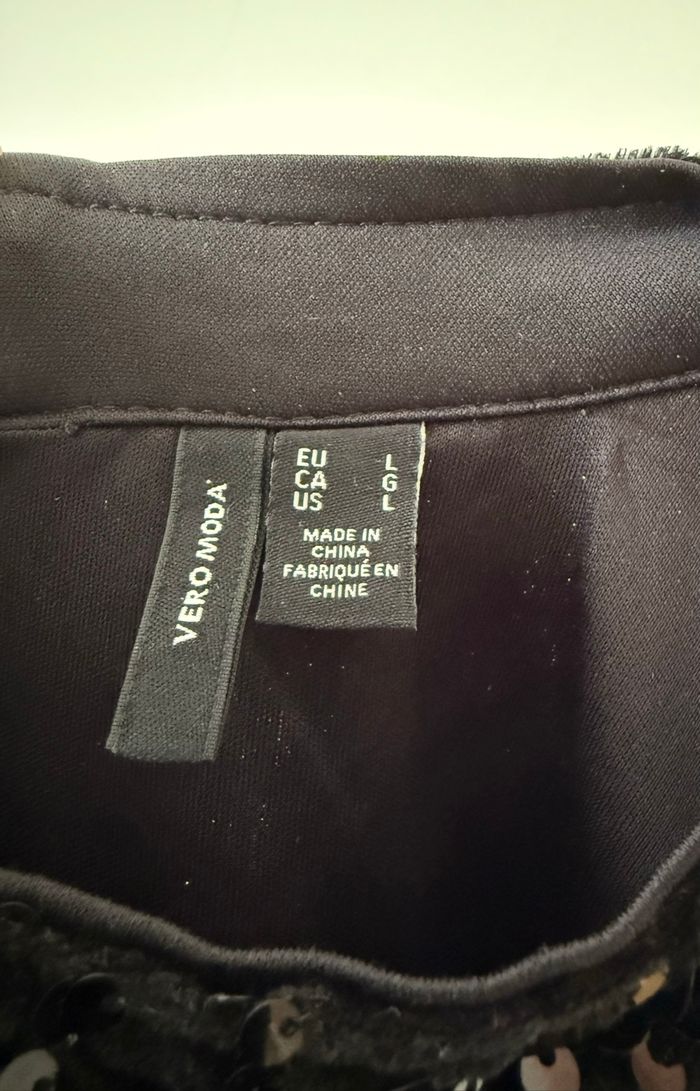 VERO MODA
EU L
CA G
US L
MADE IN
CHINA
FABRIQUÉ EN
CHINE